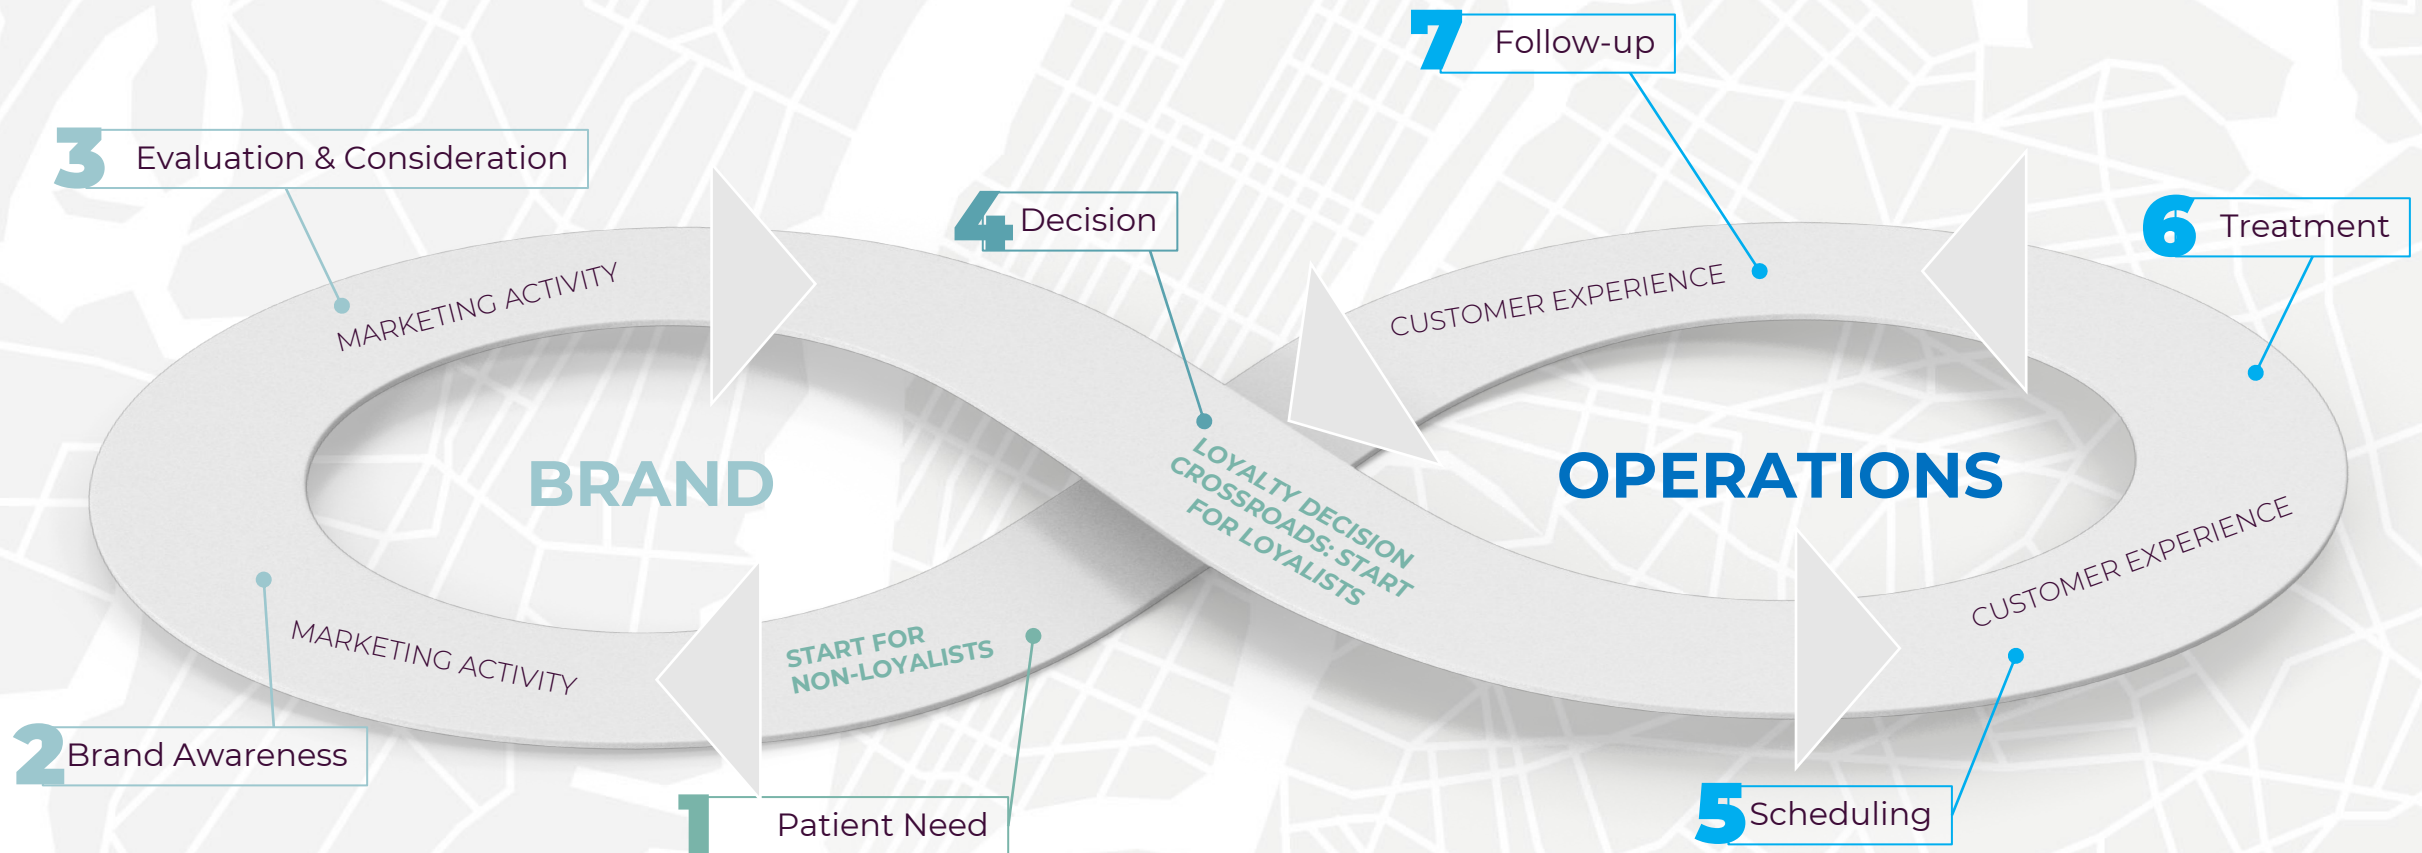 7 Follow-up
3 Evaluation & Consideration
4 Decision
6 Treatment
MARKETING ACTIVITY
CUSTOMER EXPERIENCE
BRAND
OPERATIONS
LOYALTY DECISION
CROSSROADS: START
FOR LOYALISTS
CUSTOMER EXPERIENCE
MARKETING ACTIVITY
START FOR
NON-LOYALISTS
2 Brand Awareness
1 Patient Need
5 Scheduling